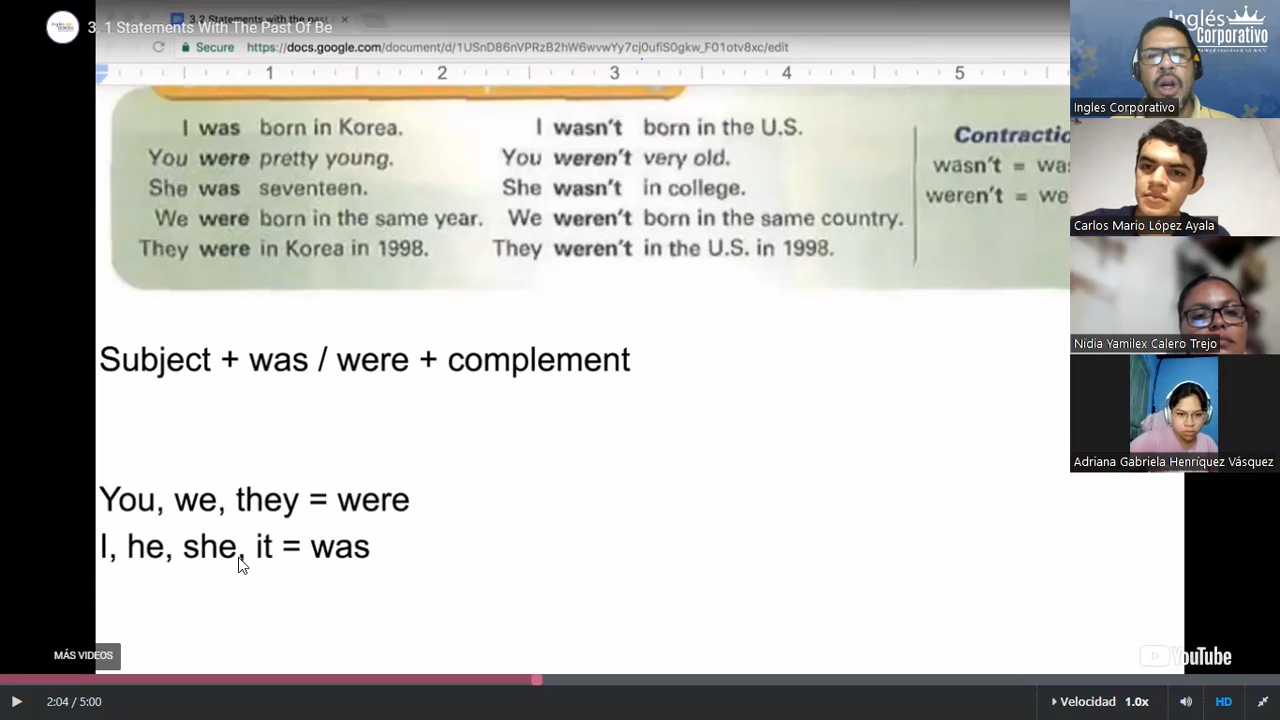 3.2 Statements with the past
3. 1 Statements With The Past Of Be
Secure https://docs.google.com/document/d/1USnD86nVPRzB2hW6wvwYy7cj0ufiS0gkw_F01otv8xc/edit
1 2 3 4 5
I was born in Korea. I wasn't born in the U.S.
You were pretty young. You weren't very old.
She was seventeen. She wasn't in college.
We were born in the same year. We weren't born in the same country.
They were in Korea in 1998. They weren't in the U.S. in 1998.
Contractio
wasn't = wa
weren't = we
Subject + was / were + complement
You, we, they = were
I, he, she, it = was
Inglés
Corporativo
Ingles Corporativo
Carlos Mario López Ayala
Nidia Yamilex Calero Trejo
Adriana Gabriela Henríquez Vásquez
MÁS VIDEOS
YouTube
2:04 / 5:00
Velocidad 1.0x
HD